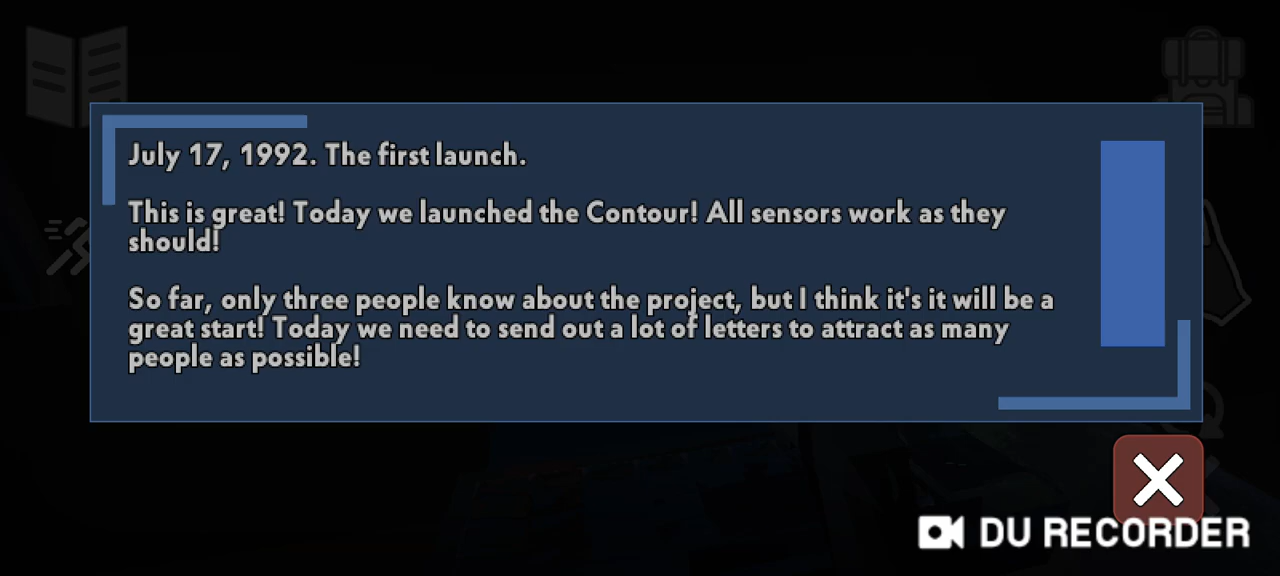 July 17, 1992. The first launch.
This is great! Today we launched the Contour! All sensors work as they
should!
So far, only three people know about the project, but I think it's it will be a
great start! Today we need to send out a lot of letters to attract as many
people as possible!
DU RECORDER